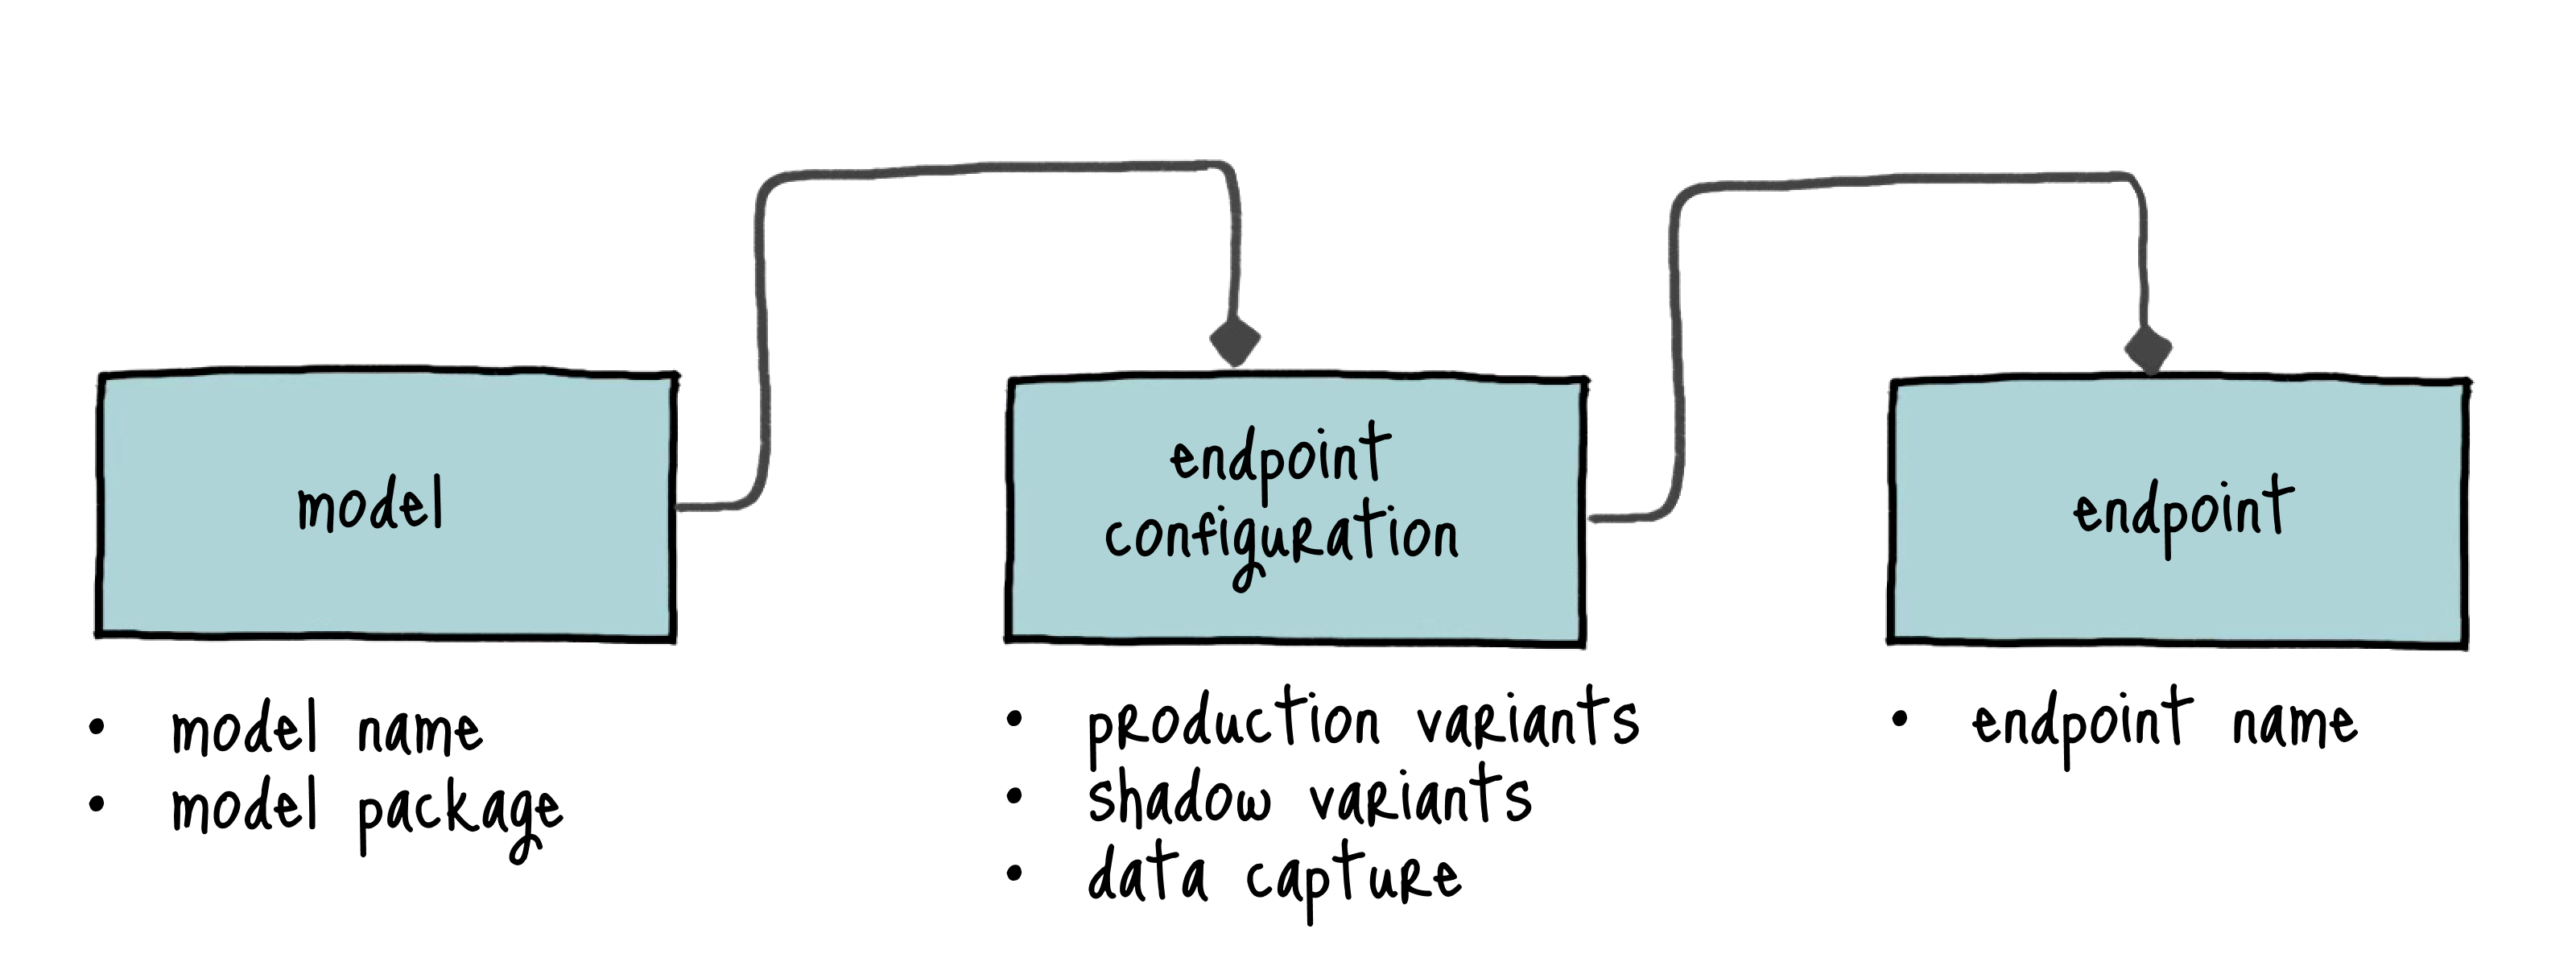 model
endpoint
configuration
endpoint
• model name
• model package
• production variants
• shadow variants
• data capture
• endpoint name